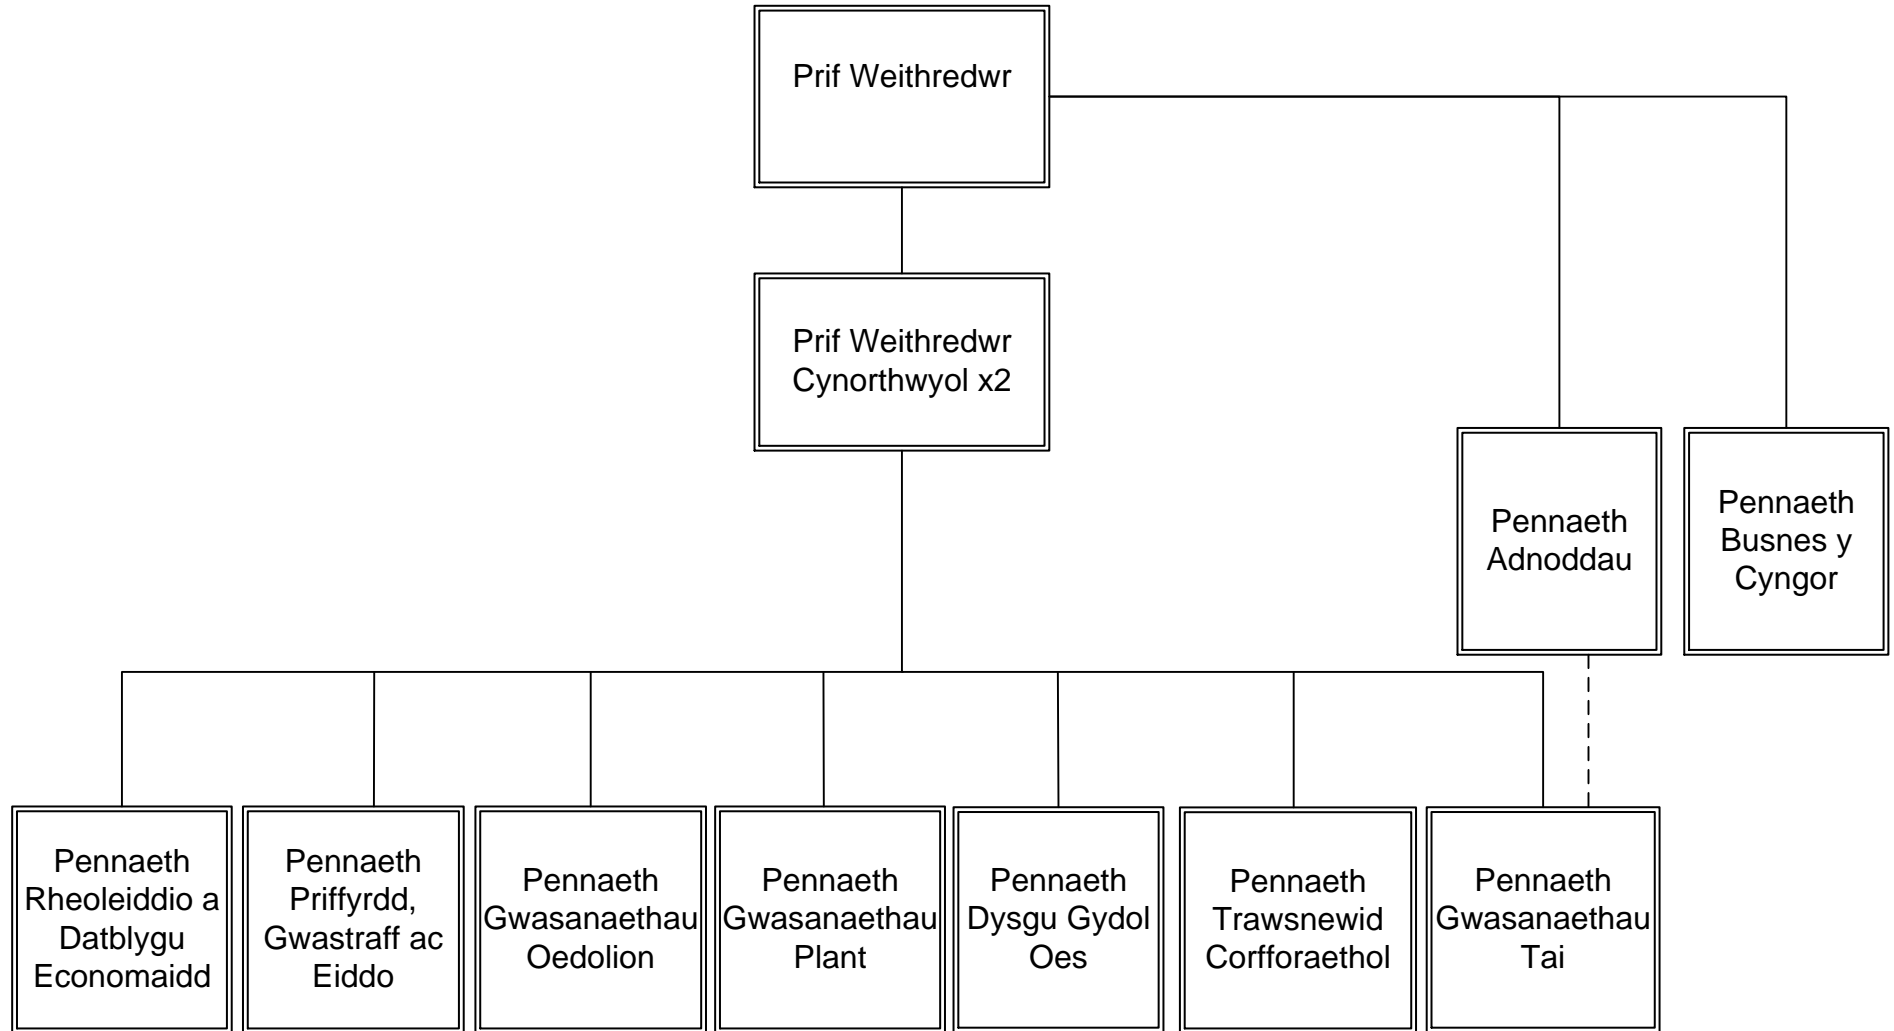 Prif Weithredwr
Prif Weithredwr
Cynorthwyol x2
Pennaeth
Adnoddau
Pennaeth
Busnes y
Cyngor
Pennaeth
Rheoleiddio a
Datblygu
Economaidd
Pennaeth
Priffyrdd,
Gwastraff ac
Eiddo
Pennaeth
Gwasanaethau
Oedolion
Pennaeth
Gwasanaethau
Plant
Pennaeth
Dysgu Gydol
Oes
Pennaeth
Trawsnewid
Corfforaethol
Pennaeth
Gwasanaethau
Tai